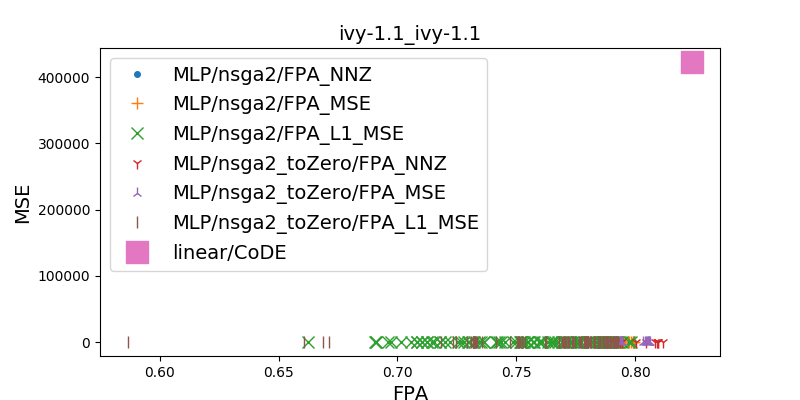 ivy-1.1_ivy-1.1
MSE
400000
300000
200000
100000
0
MLP/nsga2/FPA_NNZ
MLP/nsga2/FPA_MSE
MLP/nsga2/FPA_L1_MSE
MLP/nsga2_toZero/FPA_NNZ
MLP/nsga2_toZero/FPA_MSE
MLP/nsga2_toZero/FPA_L1_MSE
linear/CoDE
0.60 0.65 0.70 0.75 0.80
FPA